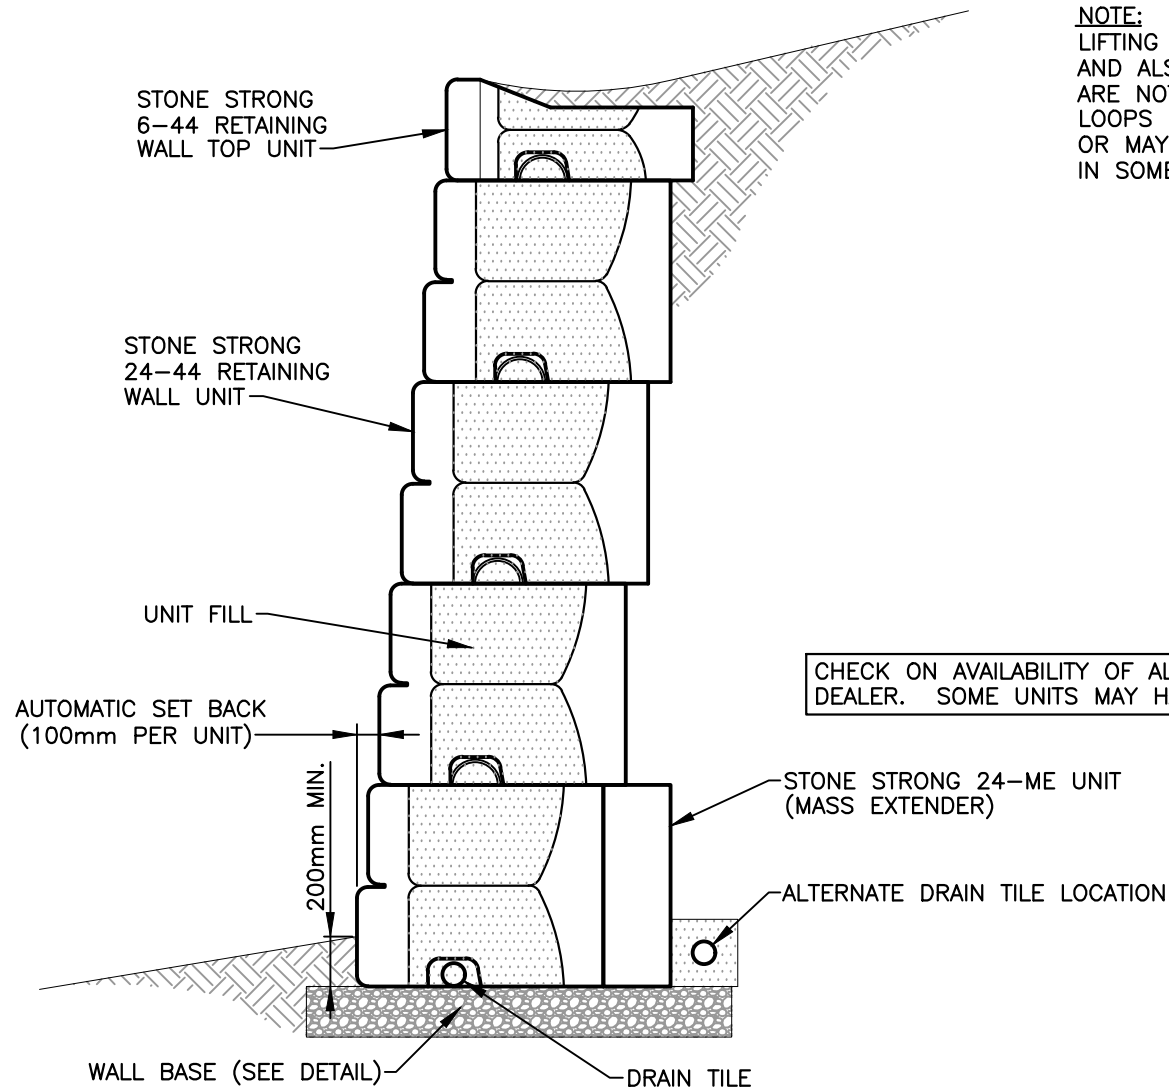 NOTE:
LIFTING
AND ALS
ARE NOT
LOOPS
OR MAY
IN SOME
STONE STRONG
6-44 RETAINING
WALL TOP UNIT
STONE STRONG
24-44 RETAINING
WALL UNIT
UNIT FILL
CHECK ON AVAILABILITY OF AL
DEALER. SOME UNITS MAY H
AUTOMATIC SET BACK
(100mm PER UNIT)
200mm MIN.
STONE STRONG 24-ME UNIT
(MASS EXTENDER)
ALTERNATE DRAIN TILE LOCATION
WALL BASE (SEE DETAIL)
DRAIN TILE